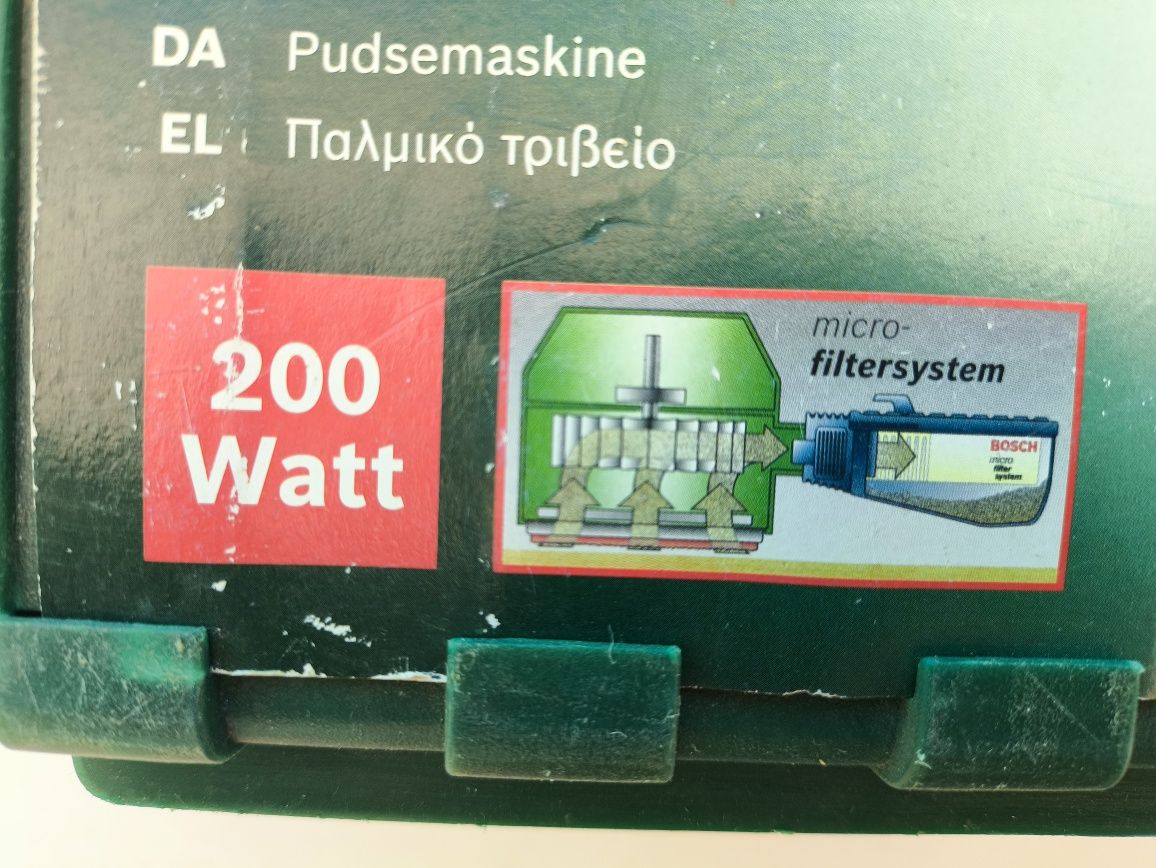 DA Pudsemaskine
EL Παλμικό τριβείο
200
Watt
micro-
filtersystem
BOSCH
micro
filter
system